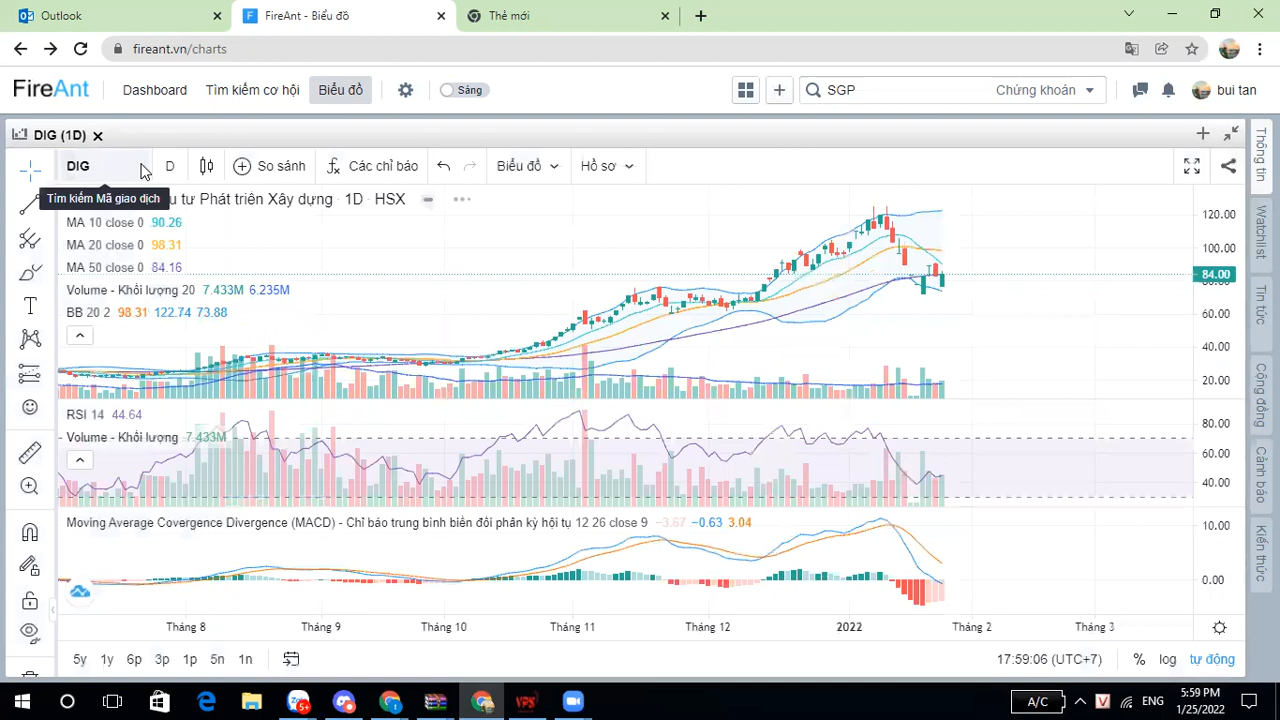 Outlook
FireAnt - Biểu đồ
Thẻ mới
fireant.vn/charts
FireAnt
Dashboard
Tìm kiếm cơ hội
Biểu đồ
Sáng
SGP
Chứng khoán
bui tan
DIG (1D)
DIG
D
So sánh
Các chỉ báo
Biểu đồ
Hồ sơ
Tìm kiếm Mã giao dịch
tư Phát triển Xây dựng · 1D · HSX
MA 10 close 0 90.26
MA 20 close 0 98.31
MA 50 close 0 84.16
Volume - Khối lượng 20 7.433M 6.235M
BB 20 2 98.31 122.74 73.88
120.00
100.00
84.00
80.00
60.00
40.00
20.00
RSI 14 44.64
Volume - Khối lượng 7.433M
80.00
60.00
40.00
Moving Average Covergence Divergence (MACD) - Chỉ báo trung bình biến đổi phân kỳ hội tụ 12 26 close 9 −3.67 −0.63 3.04
10.00
0.00
Tháng 8
Tháng 9
Tháng 10
Tháng 11
Tháng 12
2022
Tháng 2
Tháng 3
5y
1y
6p
3p
1p
5n
1n
17:59:06 (UTC+7)
%
log
tự động
Thông tin
Watchlist
Tin tức
Cộng đồng
Cảnh báo
Kiến thức
5+
VPS
A/C
V
ENG
5:59 PM
1/25/2022